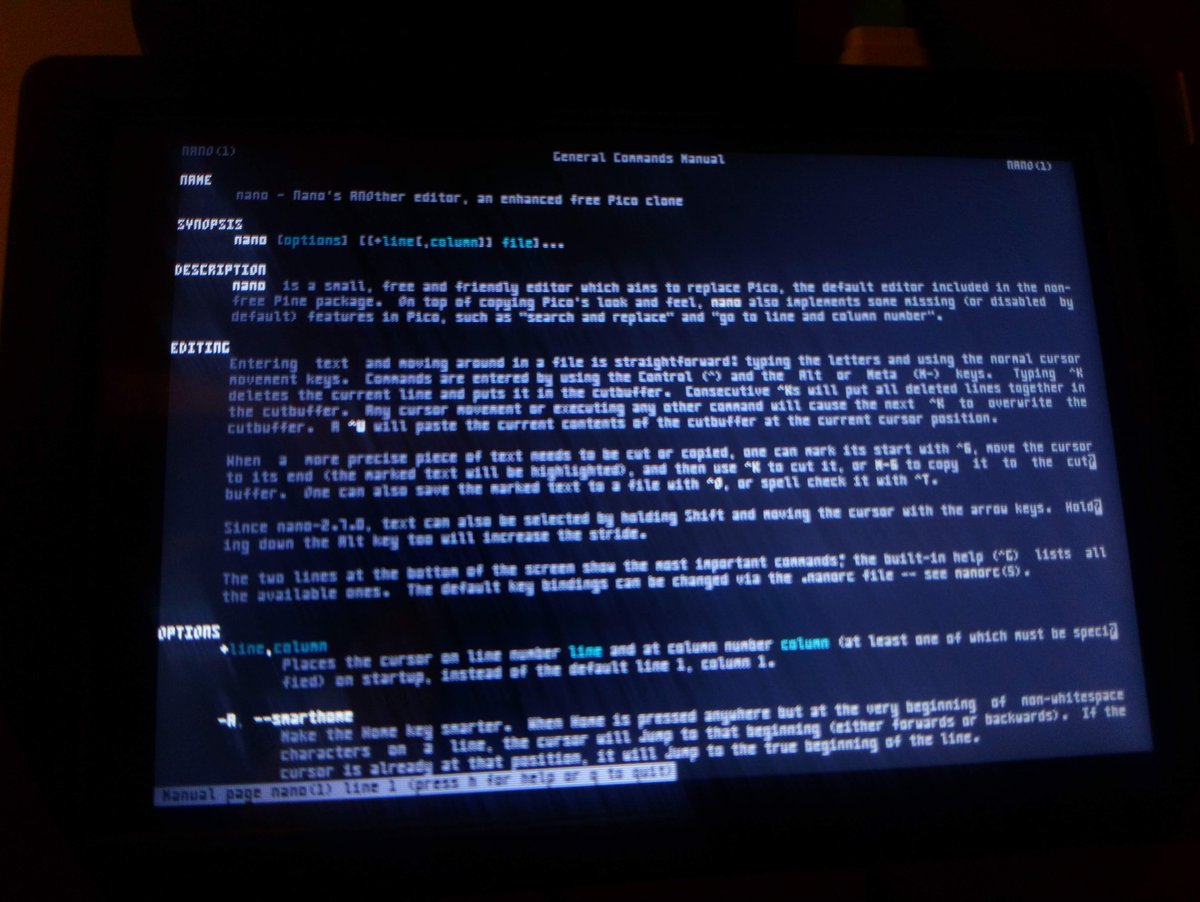 NANO(1) General Commands Manual NANO(1)
NAME
nano - Nano's ANOther editor, an enhanced free Pico clone
SYNOPSIS
nano [options] [[+line[,column]] file]...
DESCRIPTION
nano is a small, free and friendly editor which aims to replace Pico, the default editor included in the non-
free Pine package. On top of copying Pico's look and feel, nano also implements some missing (or disabled by
default) features in Pico, such as "search and replace" and "go to line and column number".
EDITING
Entering text and moving around in a file is straightforward: typing the letters and using the normal cursor
movement keys. Commands are entered by using the Control (^) and the Alt or Meta (M-) keys. Typing ^K
deletes the current line and puts it in the cutbuffer. Consecutive ^Ks will put all deleted lines together in
the cutbuffer. Any cursor movement or executing any other command will cause the next ^K to overwrite the
cutbuffer. A ^U will paste the current contents of the cutbuffer at the current cursor position.
When a more precise piece of text needs to be cut or copied, one can mark its start with ^6, move the cursor
to its end (the marked text will be highlighted), and then use ^K to cut it, or M-6 to copy it to the cut?
buffer. One can also save the marked text to a file with ^O, or spell check it with ^T.
Since nano-2.7.0, text can also be selected by holding Shift and moving the cursor with the arrow keys. Hold?
ing down the Alt key too will increase the stride.
The two lines at the bottom of the screen show the most important commands; the built-in help (^G) lists all
the available ones. The default key bindings can be changed via the .nanorc file -- see nanorc(5).
OPTIONS
+line,column
Places the cursor on line number line and at column number column (at least one of which must be speci?
fied) on startup, instead of the default line 1, column 1.
-A, --smarthome
Make the Home key smarter. When Home is pressed anywhere but at the very beginning of non-whitespace
characters on a line, the cursor will jump to that beginning (either forwards or backwards). If the
cursor is already at that position, it will jump to the true beginning of the line.
Manual page nano(1) line 1 (press h for help or q to quit)